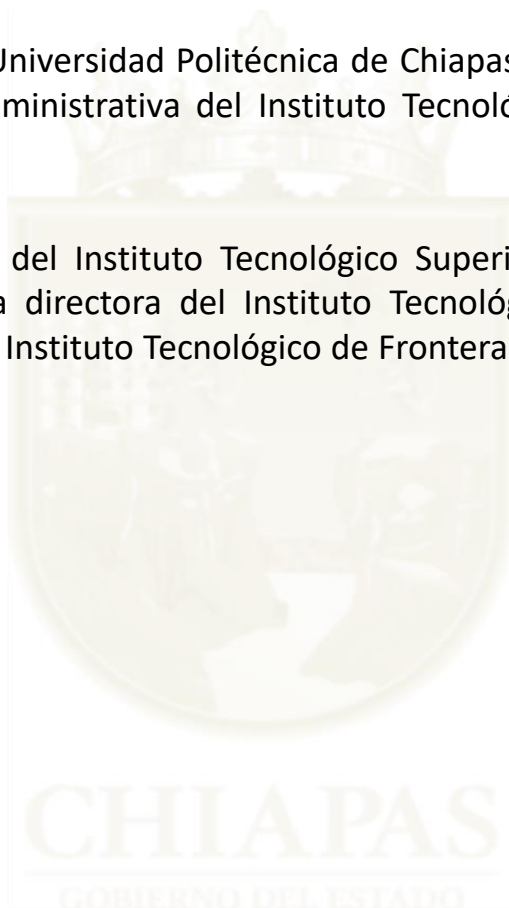 Universidad Politécnica de Chiapas
ministrativa del Instituto Tecnoló
del Instituto Tecnológico Superi
a directora del Instituto Tecnológ
Instituto Tecnológico de Frontera
CHIAPAS
GOBIERNO DEL ESTADO